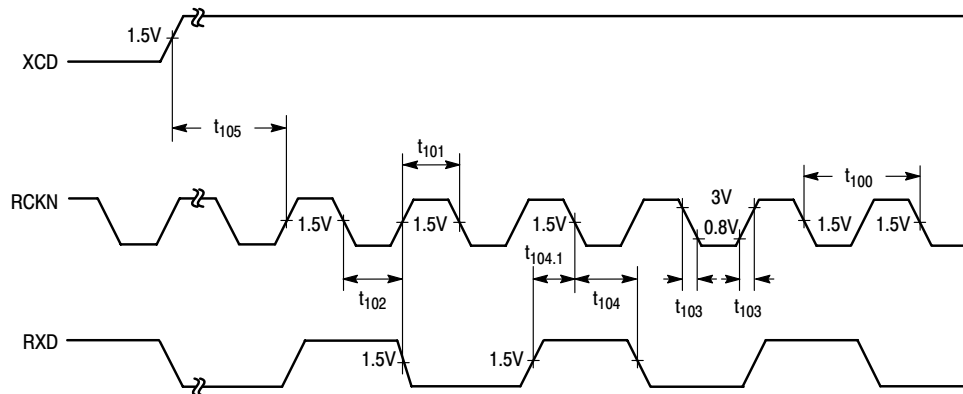 1.5V
XCD
t105
t101
3V
t100
RCKN
1.5V 1.5V 1.5V 0.8V 1.5V 1.5V
t104.1
t102 t104 t103 t103
RXD
1.5V 1.5V